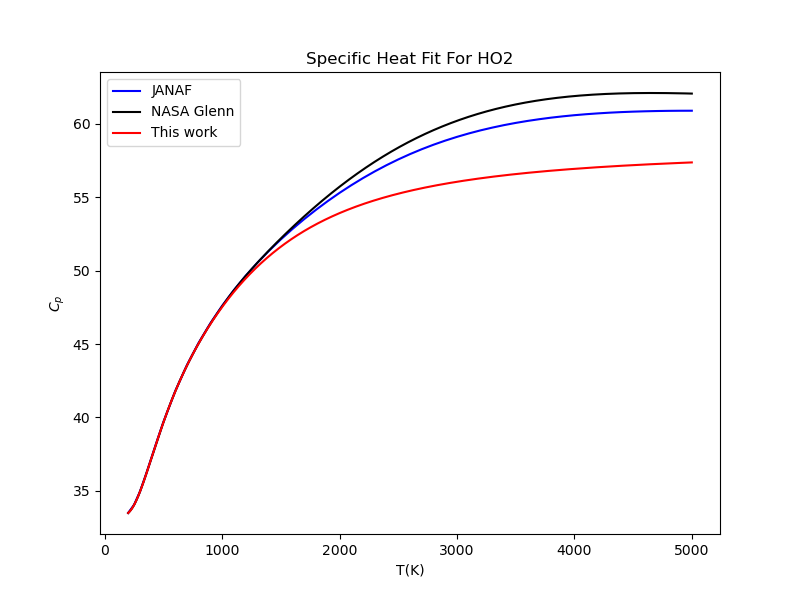 Specific Heat Fit For HO2
JANAF
NASA Glenn
This work
60
55
50
45
40
35
C_p
0 1000 2000 3000 4000 5000
T(K)